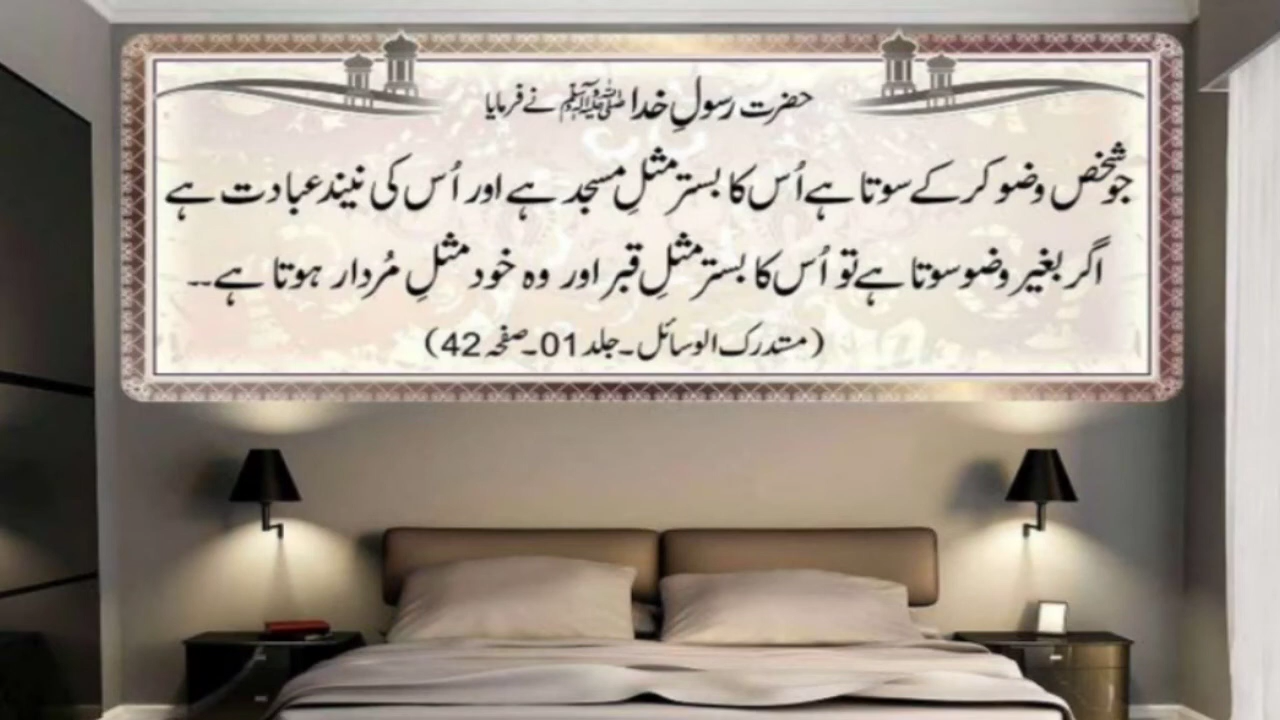 حضرت رسولِ خدا ﷺ نے فرمایا
جو شخص وضو کر کے سوتا ہے اُس کا بستر مثلِ مسجد ہے اور اُس کی نیند عبادت ہے
اگر بغیر وضو سوتا ہے تو اُس کا بستر مثلِ قبر اور وہ خود مثلِ مُردار ہوتا ہے۔۔
(مستدرک الوسائل۔جلد 01۔صفحہ 42)